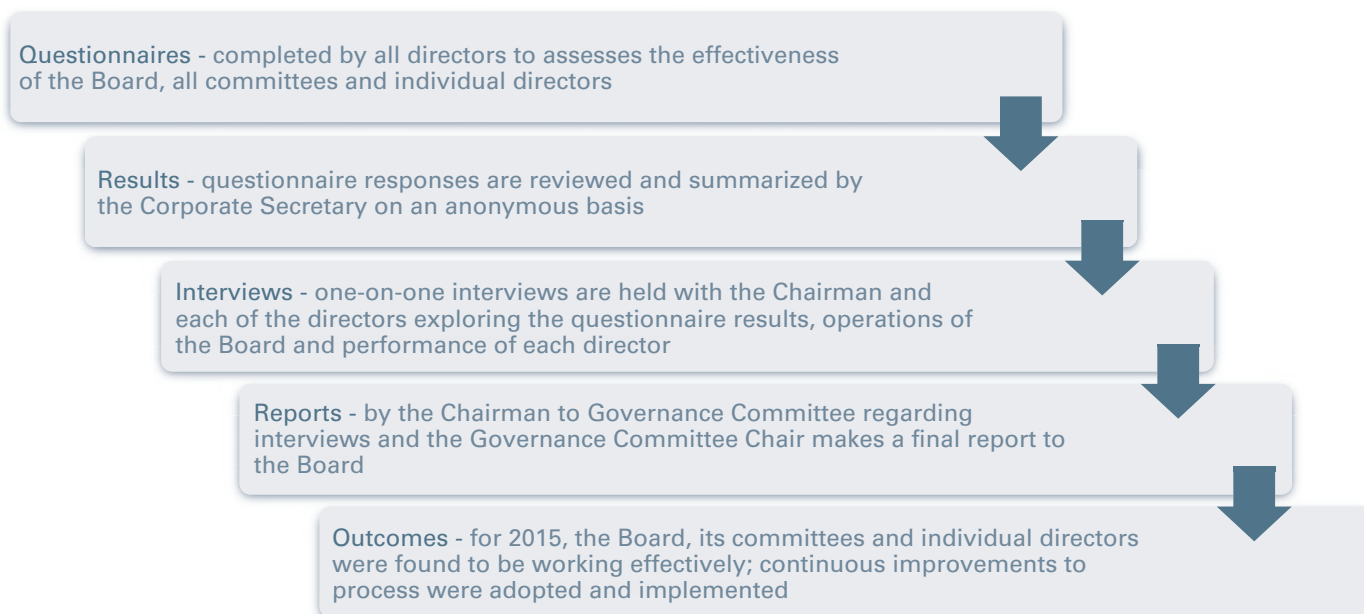 Questionnaires - completed by all directors to assesses the effectiveness
of the Board, all committees and individual directors
Results - questionnaire responses are reviewed and summarized by
the Corporate Secretary on an anonymous basis
Interviews - one-on-one interviews are held with the Chairman and
each of the directors exploring the questionnaire results, operations of
the Board and performance of each director
Reports - by the Chairman to Governance Committee regarding
interviews and the Governance Committee Chair makes a final report to
the Board
Outcomes - for 2015, the Board, its committees and individual directors
were found to be working effectively; continuous improvements to
process were adopted and implemented